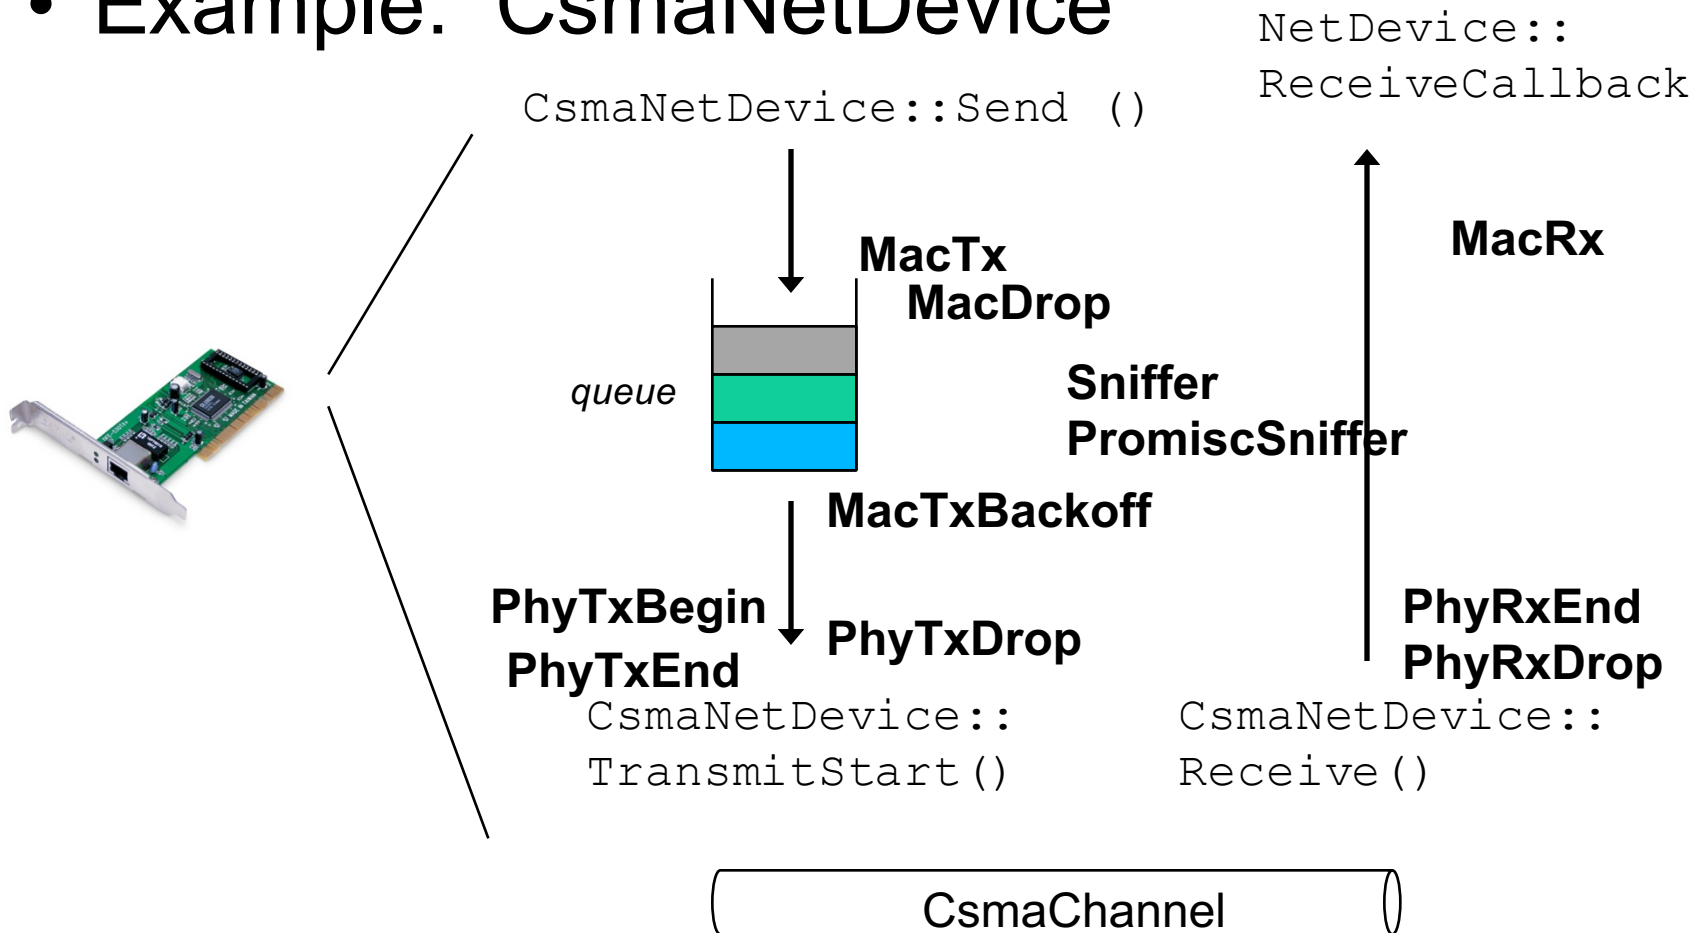 • Example: CsmaNetDevice
NetDevice::
ReceiveCallback
CsmaNetDevice::Send ()
MacTx
MacDrop
MacRx
queue
Sniffer
PromiscSniffer
MacTxBackoff
PhyTxBegin
PhyTxEnd
PhyTxDrop
PhyRxEnd
PhyRxDrop
CsmaNetDevice::
TransmitStart()
CsmaNetDevice::
Receive()
CsmaChannel